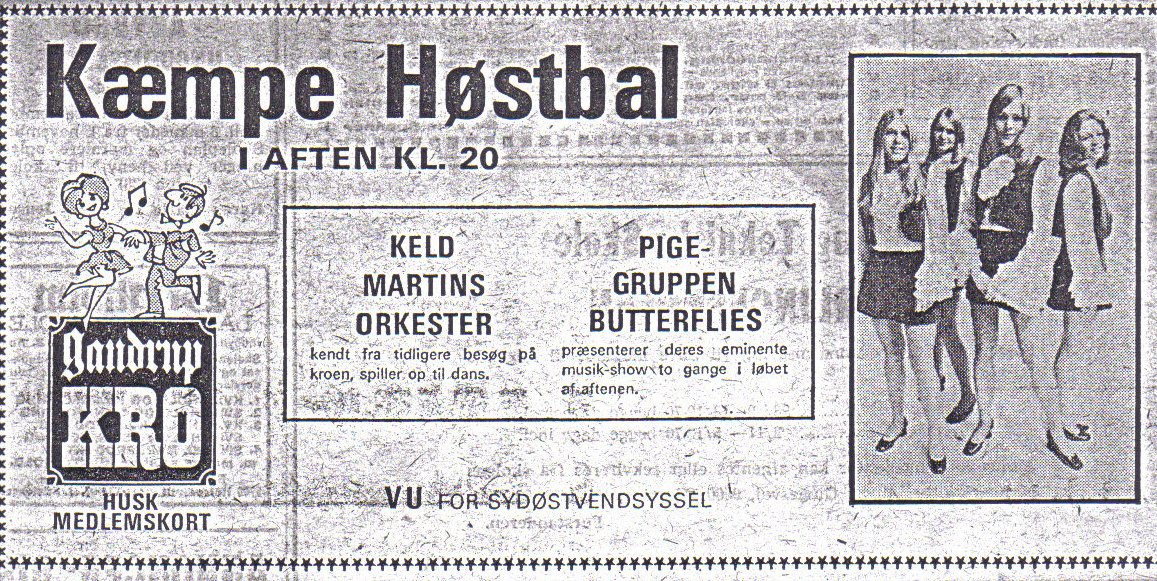 Kæmpe Høstbal
I AFTEN KL. 20
KELD
MARTINS
ORKESTER
kendt fra tidligere besøg på
kroen, spiller op til dans.
PIGE-
GRUPPEN
BUTTERFLIES
præsenterer deres eminente
musik-show to gange i løbet
af aftenen.
Gaudrup
KRO
HUSK
MEDLEMSKORT
VU FOR SYDØSTVENDSYSSEL